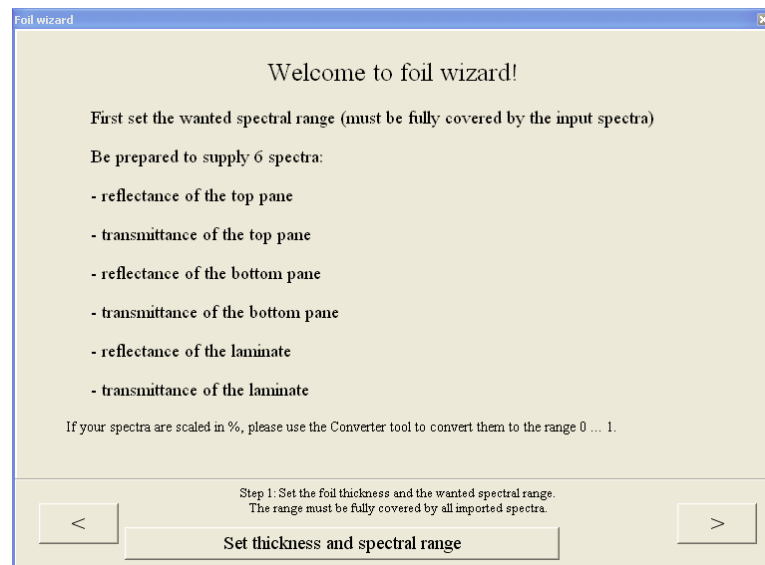 Foil wizard
Welcome to foil wizard!
First set the wanted spectral range (must be fully covered by the input spectra)
Be prepared to supply 6 spectra:
- reflectance of the top pane
- transmittance of the top pane
- reflectance of the bottom pane
- transmittance of the bottom pane
- reflectance of the laminate
- transmittance of the laminate
If your spectra are scaled in %, please use the Converter tool to convert them to the range 0 ... 1.
Step 1: Set the foil thickness and the wanted spectral range.
The range must be fully covered by all imported spectra.
<
Set thickness and spectral range
>